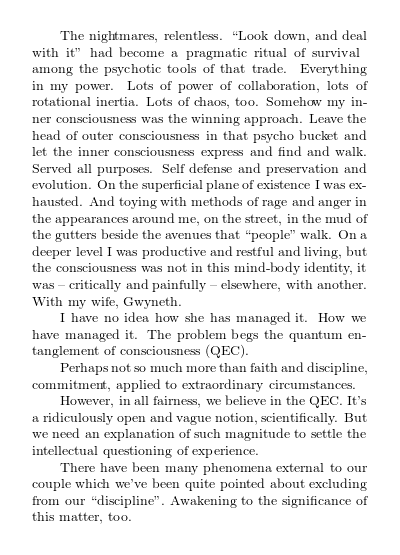 The nightmares, relentless. “Look down, and deal
with it” had become a pragmatic ritual of survival
among the psychotic tools of that trade. Everything
in my power. Lots of power of collaboration, lots of
rotational inertia. Lots of chaos, too. Somehow my in-
ner consciousness was the winning approach. Leave the
head of outer consciousness in that psycho bucket and
let the inner consciousness express and find and walk.
Served all purposes. Self defense and preservation and
evolution. On the superficial plane of existence I was ex-
hausted. And toying with methods of rage and anger in
the appearances around me, on the street, in the mud of
the gutters beside the avenues that “people” walk. On a
deeper level I was productive and restful and living, but
the consciousness was not in this mind-body identity, it
was – critically and painfully – elsewhere, with another.
With my wife, Gwyneth.
I have no idea how she has managed it. How we
have managed it. The problem begs the quantum en-
tanglement of consciousness (QEC).
Perhaps not so much more than faith and discipline,
commitment, applied to extraordinary circumstances.
However, in all fairness, we believe in the QEC. It's
a ridiculously open and vague notion, scientifically. But
we need an explanation of such magnitude to settle the
intellectual questioning of experience.
There have been many phenomena external to our
couple which we've been quite pointed about excluding
from our “discipline”. Awakening to the significance of
this matter, too.